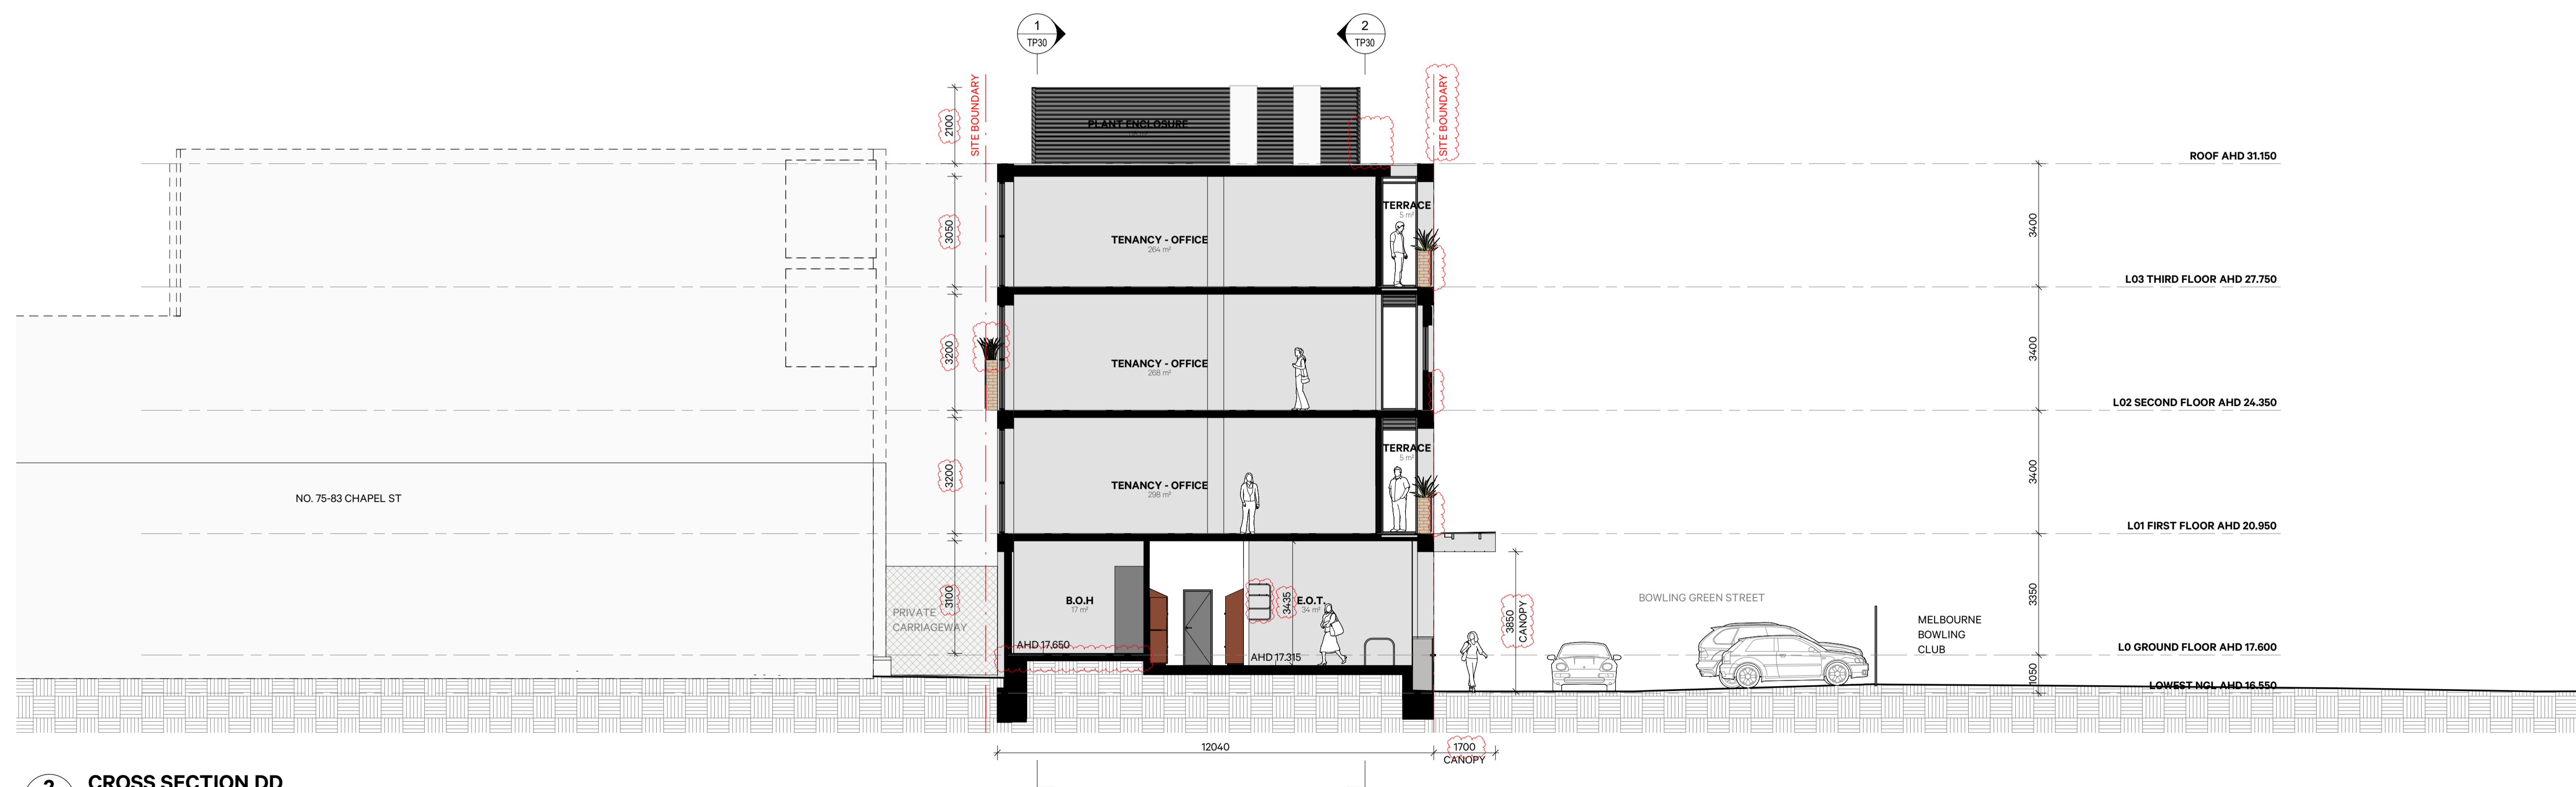 1
TP30
2
TP30
SITE BOUNDARY
SITE BOUNDARY
2100
PLANT ENCLOSURE
ROOF AHD 31.150
TERRACE
5 m²
3050
TENANCY - OFFICE
264 m²
3400
L03 THIRD FLOOR AHD 27.750
3200
TENANCY - OFFICE
268 m²
3400
L02 SECOND FLOOR AHD 24.350
TERRACE
5 m²
3200
TENANCY - OFFICE
298 m²
3400
NO. 75-83 CHAPEL ST
L01 FIRST FLOOR AHD 20.950
3100
B.O.H
17 m²
3435
E.O.T.
34 m²
3850
CANOPY
BOWLING GREEN STREET
3350
PRIVATE
CARRIAGEWAY
MELBOURNE
BOWLING
CLUB
AHD 17.650
AHD 17.315
L0 GROUND FLOOR AHD 17.600
1050
LOWEST NGL AHD 16.550
12040
1700
CANOPY
2
CROSS SECTION DD